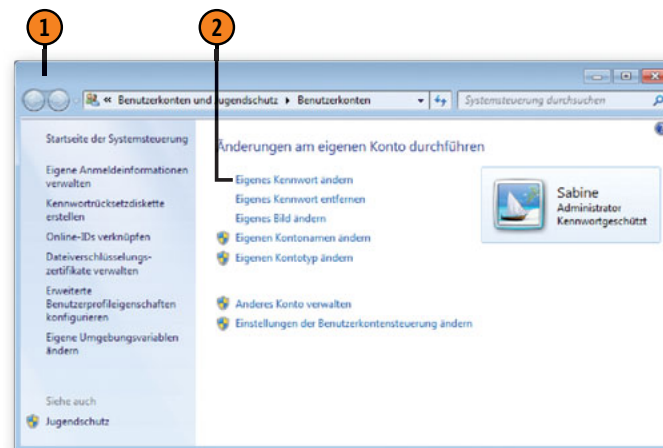 1
2
« Benutzerkonten und Jugendschutz ▸ Benutzerkonten
Systemsteuerung durchsuchen
Startseite der Systemsteuerung
Eigene Anmeldeinformationen
verwalten
Kennwortrücksetzdiskette
erstellen
Online-IDs verknüpfen
Dateiverschlüsselungs-
zertifikate verwalten
Erweiterte
Benutzerprofileigenschaften
konfigurieren
Eigene Umgebungsvariablen
ändern
Siehe auch
Jugendschutz
Änderungen am eigenen Konto durchführen
Eigenes Kennwort ändern
Eigenes Kennwort entfernen
Eigenes Bild ändern
Eigenen Kontonamen ändern
Eigenen Kontotyp ändern
Anderes Konto verwalten
Einstellungen der Benutzerkontensteuerung ändern
Sabine
Administrator
Kennwortgeschützt